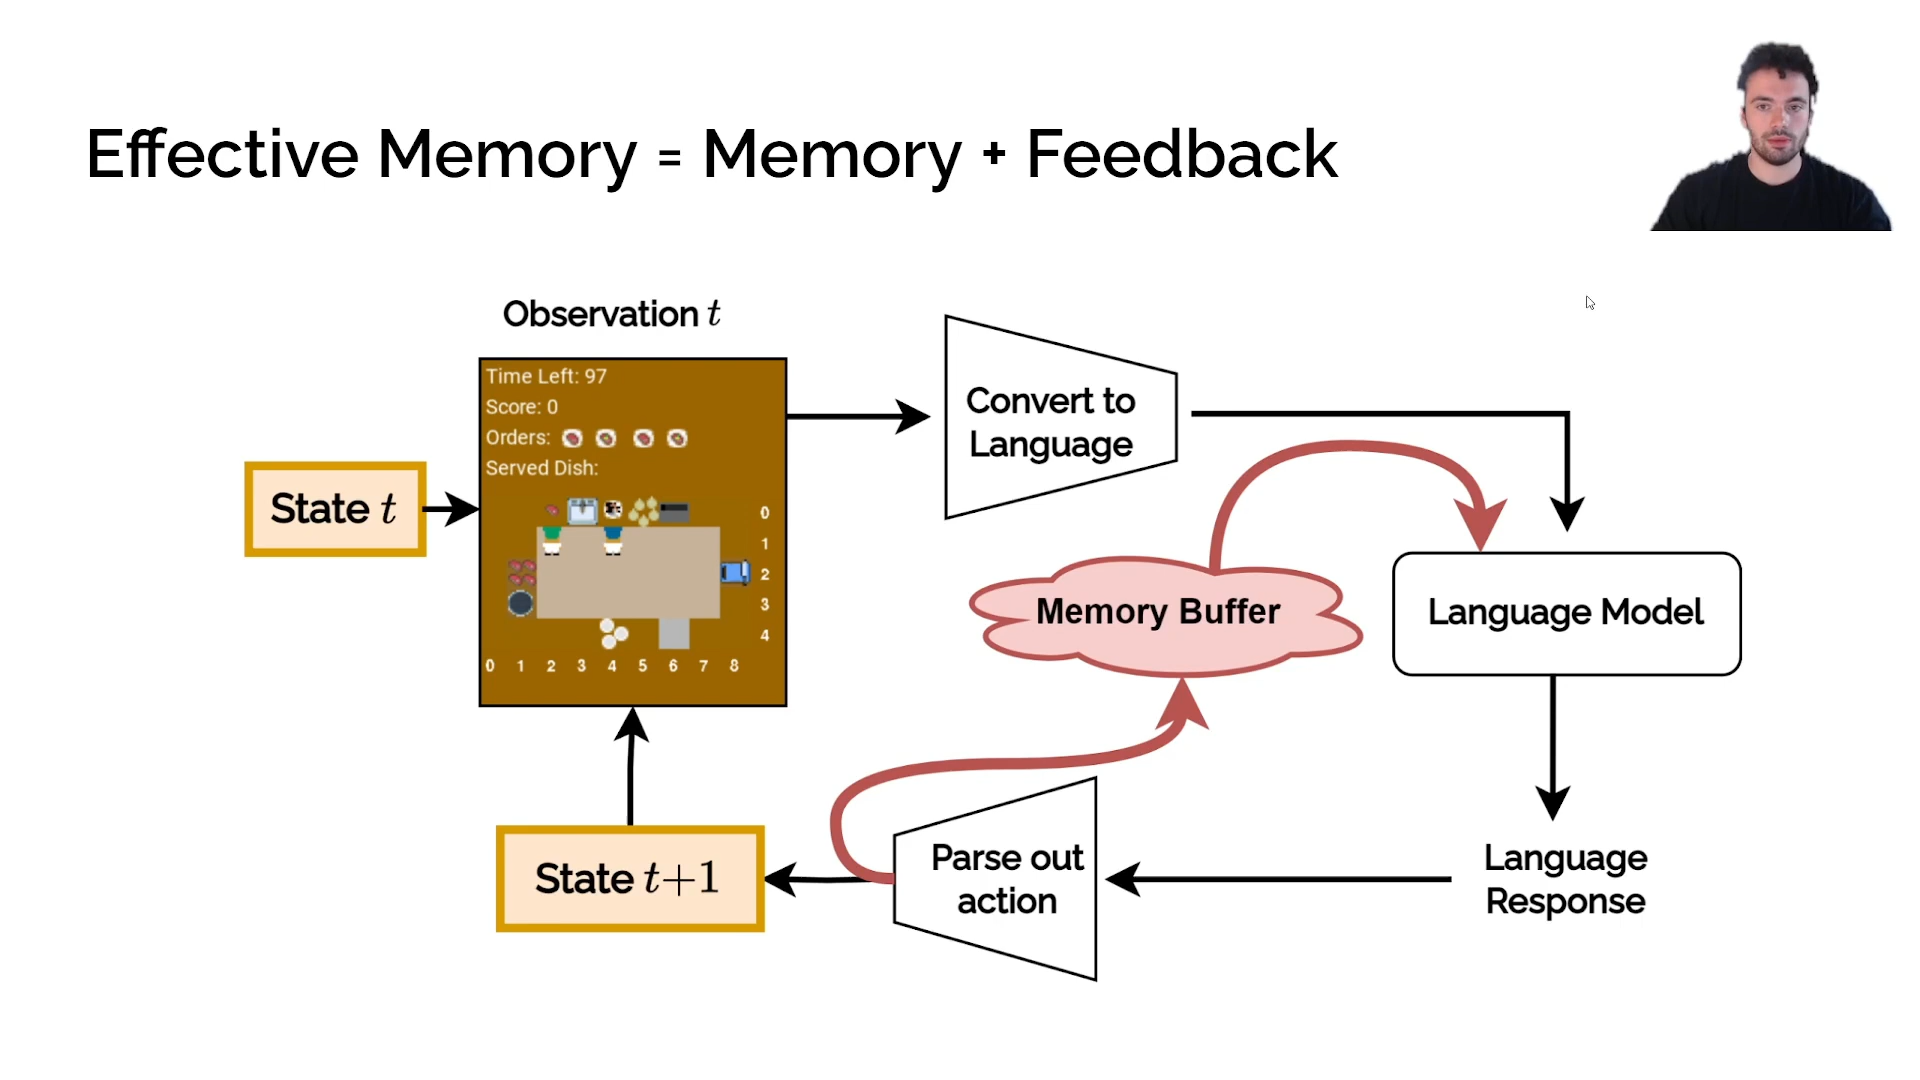 Effective Memory = Memory + Feedback
Observation t
Time Left: 97
Score: 0
Orders:
Served Dish:
0
1
2
3
4
0 1 2 3 4 5 6 7 8
State t
Convert to
Language
Memory Buffer
Language Model
Language
Response
Parse out
action
State t+1